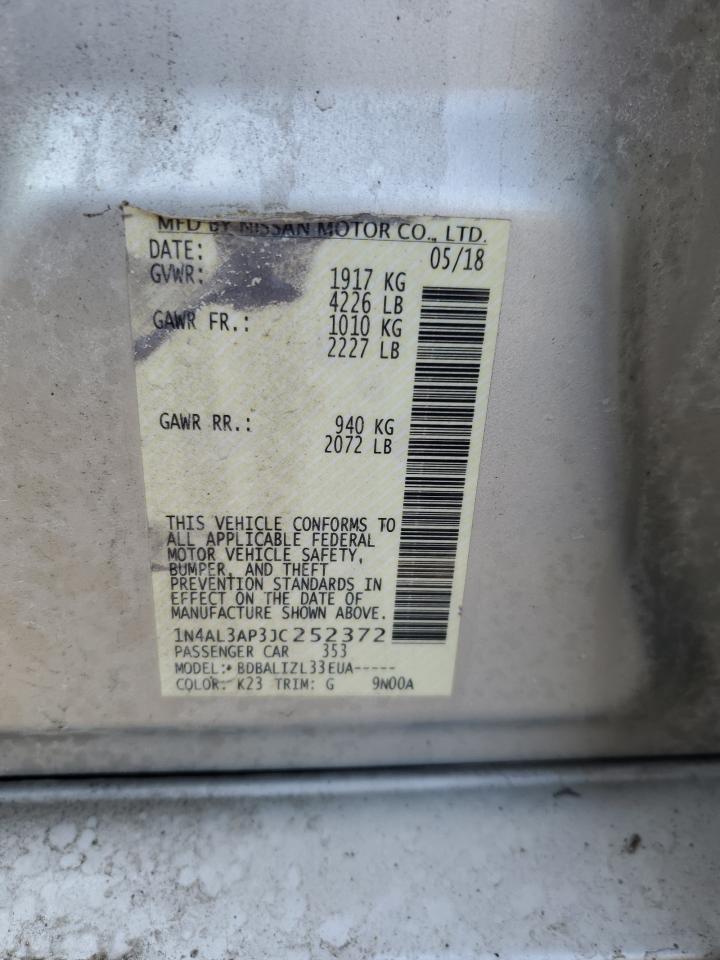 MFD BY NISSAN MOTOR CO., LTD.
DATE: 05/18
GVWR: 1917 KG
4226 LB
GAWR FR.: 1010 KG
2227 LB
GAWR RR.: 940 KG
2072 LB
THIS VEHICLE CONFORMS TO
ALL APPLICABLE FEDERAL
MOTOR VEHICLE SAFETY,
BUMPER, AND THEFT
PREVENTION STANDARDS IN
EFFECT ON THE DATE OF
MANUFACTURE SHOWN ABOVE.
1N4AL3AP3JC252372
PASSENGER CAR 353
MODEL: BDBALIZL33EUA-----
COLOR: K23 TRIM: G 9N00A